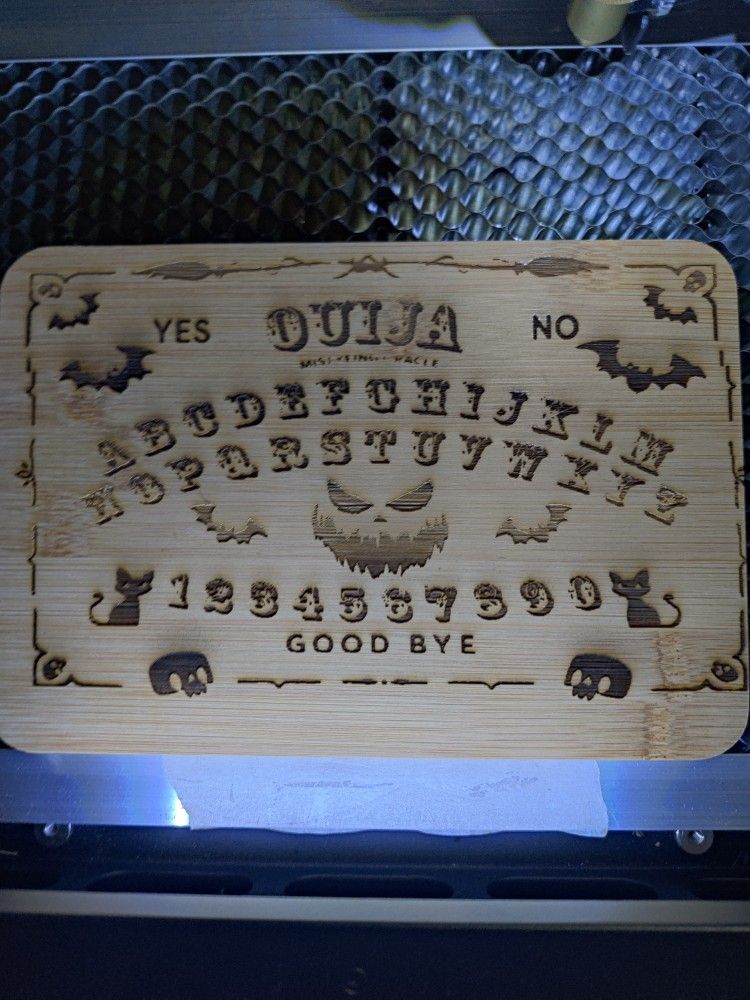 YES OUIJA NO
ABCDEFGHIJKLM
NOPQRSTUVWXYZ
1234567890
GOOD BYE